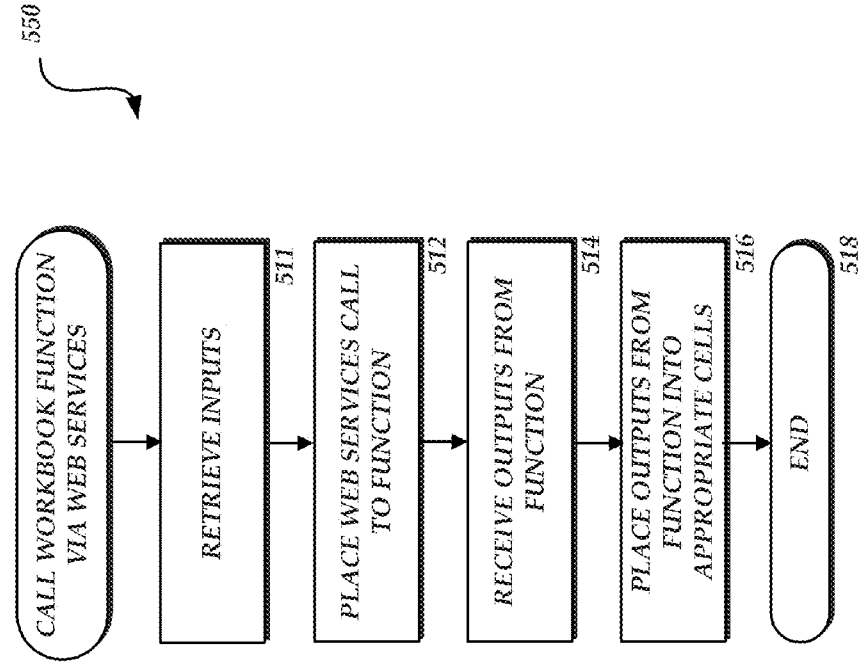 550
CALL WORKBOOK FUNCTION
VIA WEB SERVICES
RETRIEVE INPUTS
511
PLACE WEB SERVICES CALL
TO FUNCTION
512
RECEIVE OUTPUTS FROM
FUNCTION
514
PLACE OUTPUTS FROM
FUNCTION INTO
APPROPRIATE CELLS
516
END
518